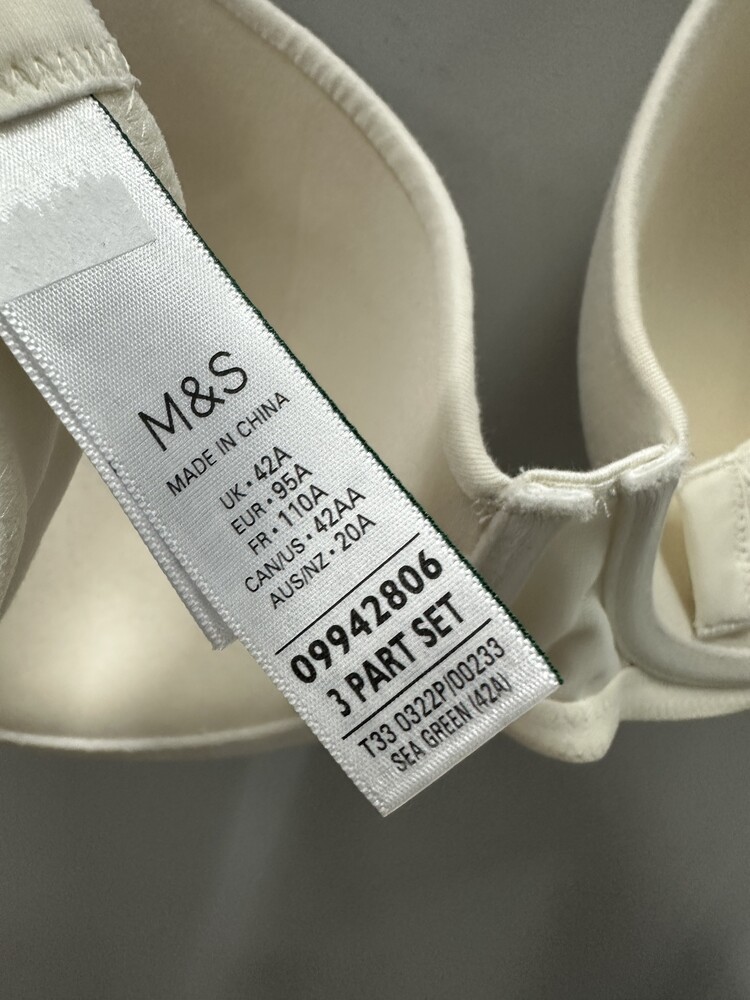 M&S
MADE IN CHINA
UK • 42A
EUR • 95A
FR • 110A
CAN/US • 42AA
AUS/NZ • 20A
09942806
3 PART SET
T33 0322P/00233
SEA GREEN (42A)